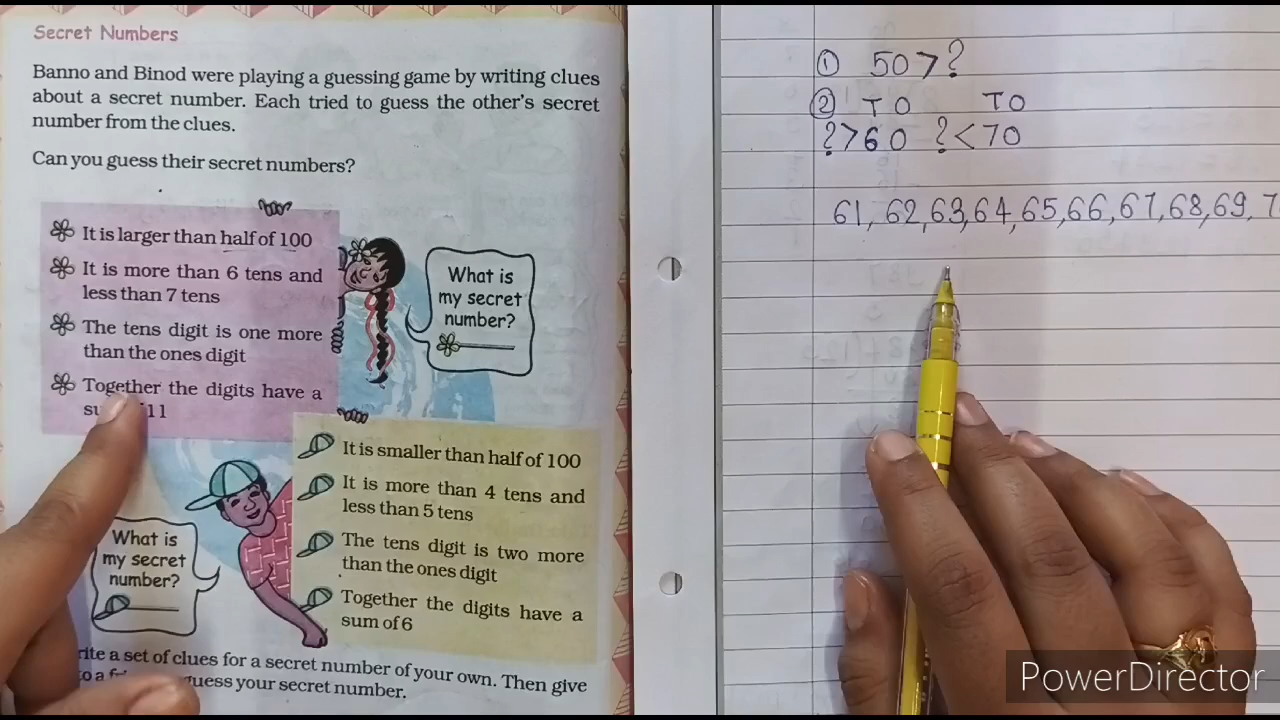 Secret Numbers
Banno and Binod were playing a guessing game by writing clues
about a secret number. Each tried to guess the other's secret
number from the clues.
Can you guess their secret numbers?
It is larger than half of 100
It is more than 6 tens and
less than 7 tens
The tens digit is one more
than the ones digit
Together the digits have a
11
What is
my secret
number?
It is smaller than half of 100
It is more than 4 tens and
less than 5 tens
The tens digit is two more
than the ones digit
Together the digits have a
sum of 6
What is
my secret
number?
a set of clues for a secret number of your own. Then give
to a guess your secret number.
① 50 > ?
② T O T O
? > 60 ? < 70
61, 62, 63, 64, 65, 66, 67, 68, 69, 7
PowerDirector